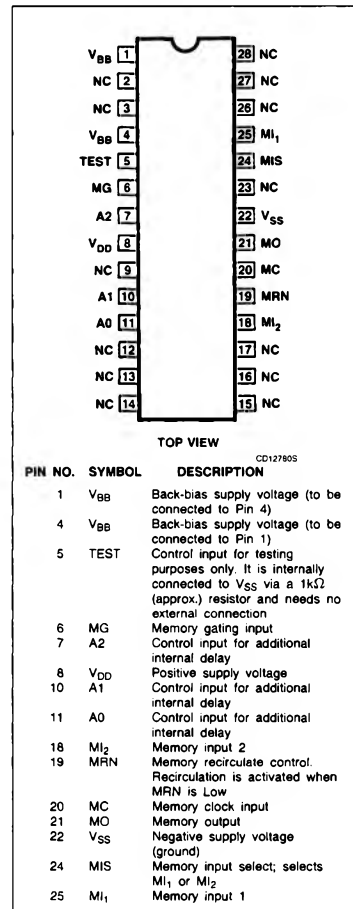 VBB 1 28 NC
NC 2 27 NC
NC 3 26 NC
VBB 4 25 MI1
TEST 5 24 MIS
MG 6 23 NC
A2 7 22 VSS
VDD 8 21 MO
NC 9 20 MC
A1 10 19 MRN
A0 11 18 MI2
NC 12 17 NC
NC 13 16 NC
NC 14 15 NC
TOP VIEW
CD12780S
PIN NO. SYMBOL DESCRIPTION
1 VBB Back-bias supply voltage (to be
connected to Pin 4)
4 VBB Back-bias supply voltage (to be
connected to Pin 1)
5 TEST Control input for testing
purposes only. It is internally
connected to VSS via a 1kΩ
(approx.) resistor and needs no
external connection
6 MG Memory gating input
7 A2 Control input for additional
internal delay
8 VDD Positive supply voltage
10 A1 Control input for additional
internal delay
11 A0 Control input for additional
internal delay
18 MI2 Memory input 2
19 MRN Memory recirculate control.
Recirculation is activated when
MRN is Low
20 MC Memory clock input
21 MO Memory output
22 VSS Negative supply voltage
(ground)
24 MIS Memory input select; selects
MI1 or MI2
25 MI1 Memory input 1